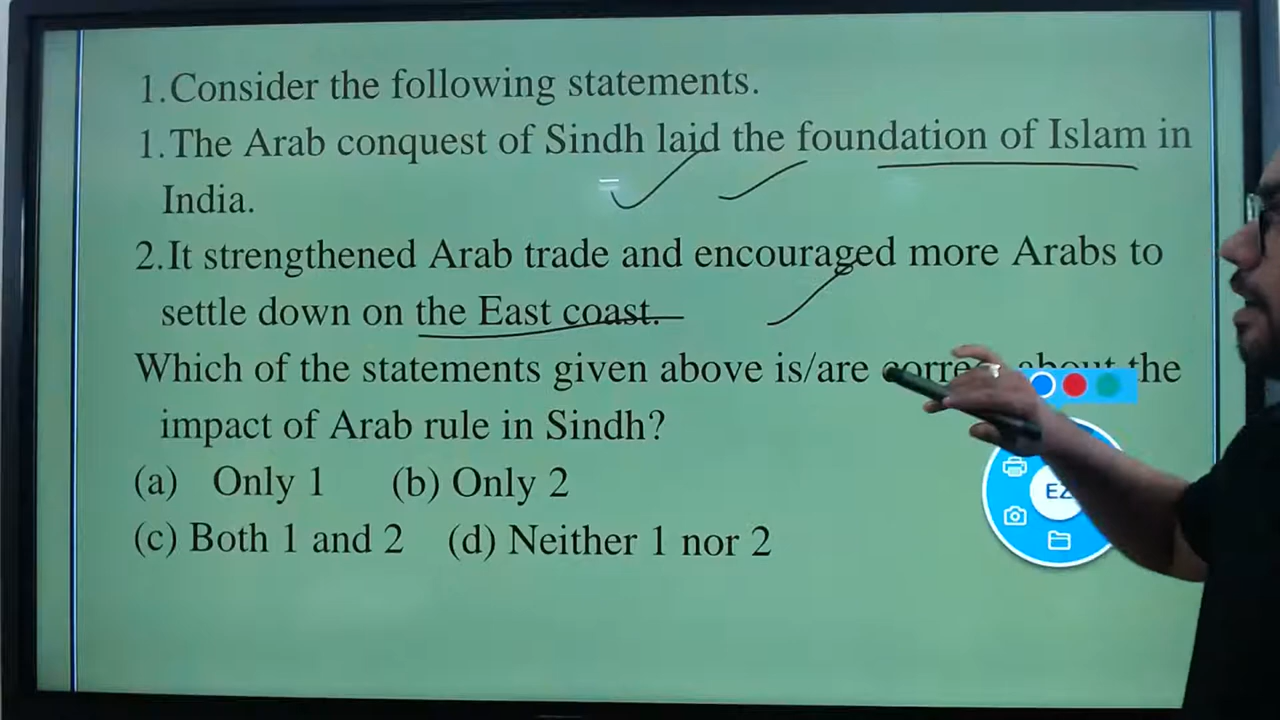 1.Consider the following statements.
1.The Arab conquest of Sindh laid the foundation of Islam in
India.
2.It strengthened Arab trade and encouraged more Arabs to
settle down on the East coast.
Which of the statements given above is/are the
impact of Arab rule in Sindh?
(a) Only 1 (b) Only 2
(c) Both 1 and 2 (d) Neither 1 nor 2